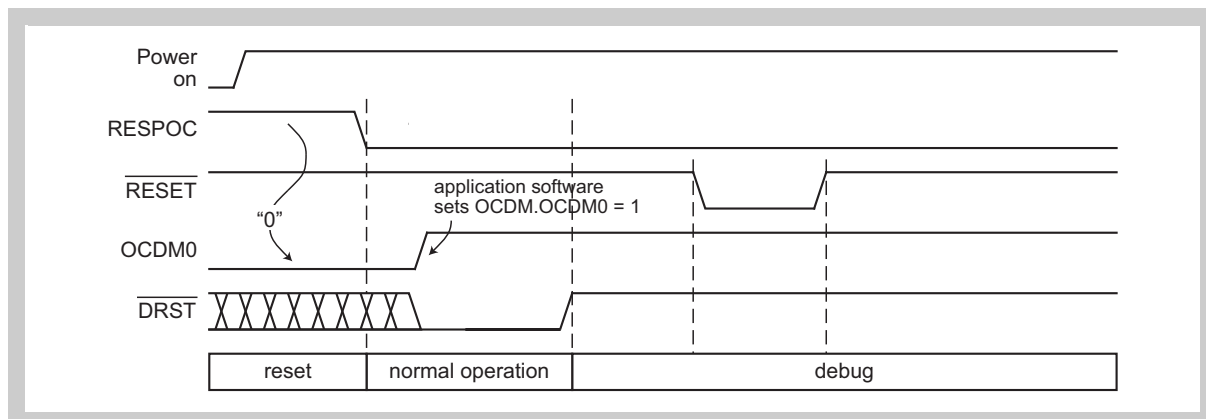 Power
on
RESPOC
RESET
application software
sets OCDM.OCDM0 = 1
“0”
OCDM0
DRST
reset
normal operation
debug